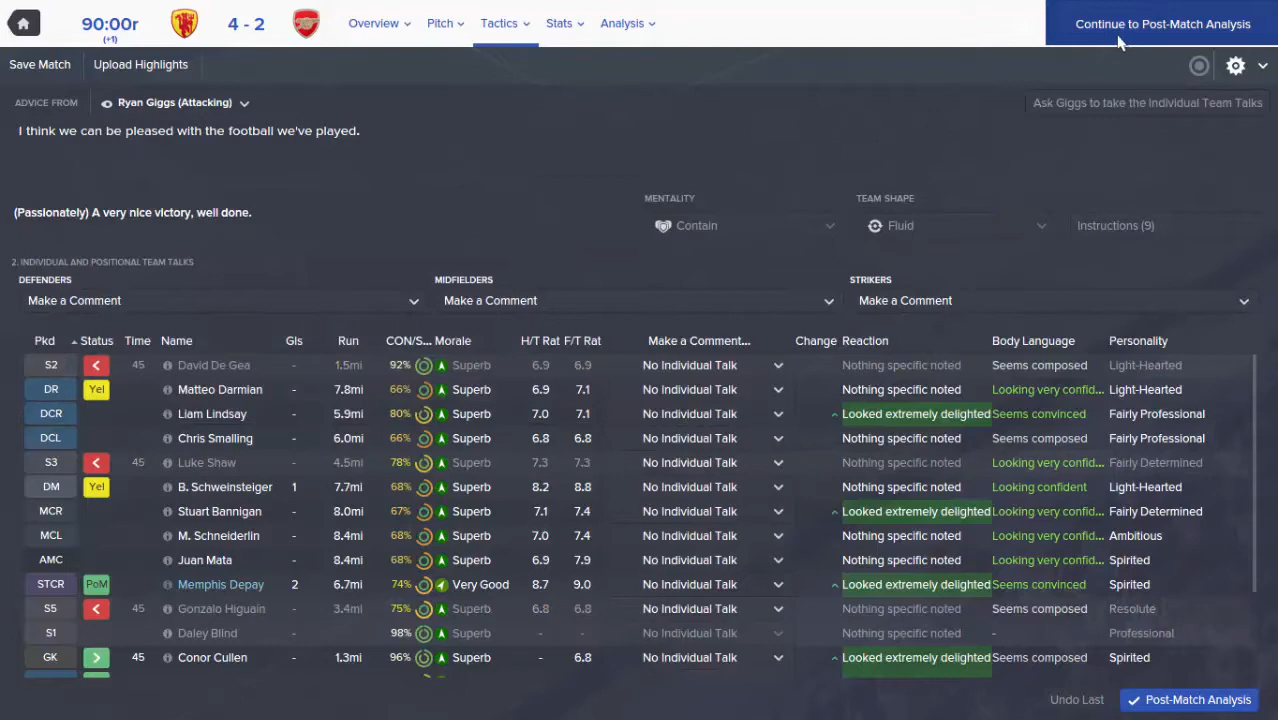 90:00r 4 - 2 Overview Pitch Tactics Stats Analysis Continue to Post-Match Analysis
(+1)
Save Match Upload Highlights
ADVICE FROM Ryan Giggs (Attacking) Ask Giggs to take the Individual Team Talks
I think we can be pleased with the football we've played.
MENTALITY TEAM SHAPE
(Passionately) A very nice victory, well done.
Contain Fluid Instructions (9)
2. INDIVIDUAL AND POSITIONAL TEAM TALKS
DEFENDERS MIDFIELDERS STRIKERS
Make a Comment Make a Comment Make a Comment
Pkd Status Time Name Gls Run CON/S... Morale H/T Rat F/T Rat Make a Comment... Change Reaction Body Language Personality
S2 45 David De Gea - 1.5mi 92% Superb 6.9 6.9 No Individual Talk Nothing specific noted Seems composed Light-Hearted
DR Yel Matteo Darmian - 7.8mi 66% Superb 6.9 7.1 No Individual Talk Nothing specific noted Looking very confid... Light-Hearted
DCR Liam Lindsay - 5.9mi 80% Superb 7.0 7.1 No Individual Talk Looked extremely delighted Seems convinced Fairly Professional
DCL Chris Smalling - 6.0mi 66% Superb 6.8 6.8 No Individual Talk Nothing specific noted Seems composed Fairly Professional
S3 45 Luke Shaw - 4.5mi 78% Superb 7.3 7.3 No Individual Talk Nothing specific noted Looking very confid... Fairly Determined
DM Yel B. Schweinsteiger 1 7.7mi 68% Superb 8.2 8.8 No Individual Talk Nothing specific noted Looking confident Light-Hearted
MCR Stuart Bannigan - 8.0mi 67% Superb 7.1 7.4 No Individual Talk Looked extremely delighted Looking very confid... Fairly Determined
MCL M. Schneiderlin - 8.4mi 68% Superb 7.0 7.4 No Individual Talk Nothing specific noted Looking very confid... Ambitious
AMC Juan Mata - 8.4mi 68% Superb 6.9 7.9 No Individual Talk Nothing specific noted Looking very confid... Spirited
STCR PoM Memphis Depay 2 6.7mi 74% Very Good 8.7 9.0 No Individual Talk Looked extremely delighted Seems convinced Spirited
S5 45 Gonzalo Higuaín - 3.4mi 75% Superb 6.8 6.8 No Individual Talk Nothing specific noted Seems composed Resolute
S1 Daley Blind - 98% Superb - - No Individual Talk Nothing specific noted - Professional
GK 45 Conor Cullen - 1.3mi 96% Superb - 6.8 No Individual Talk Looked extremely delighted Seems composed Spirited
Undo Last Post-Match Analysis